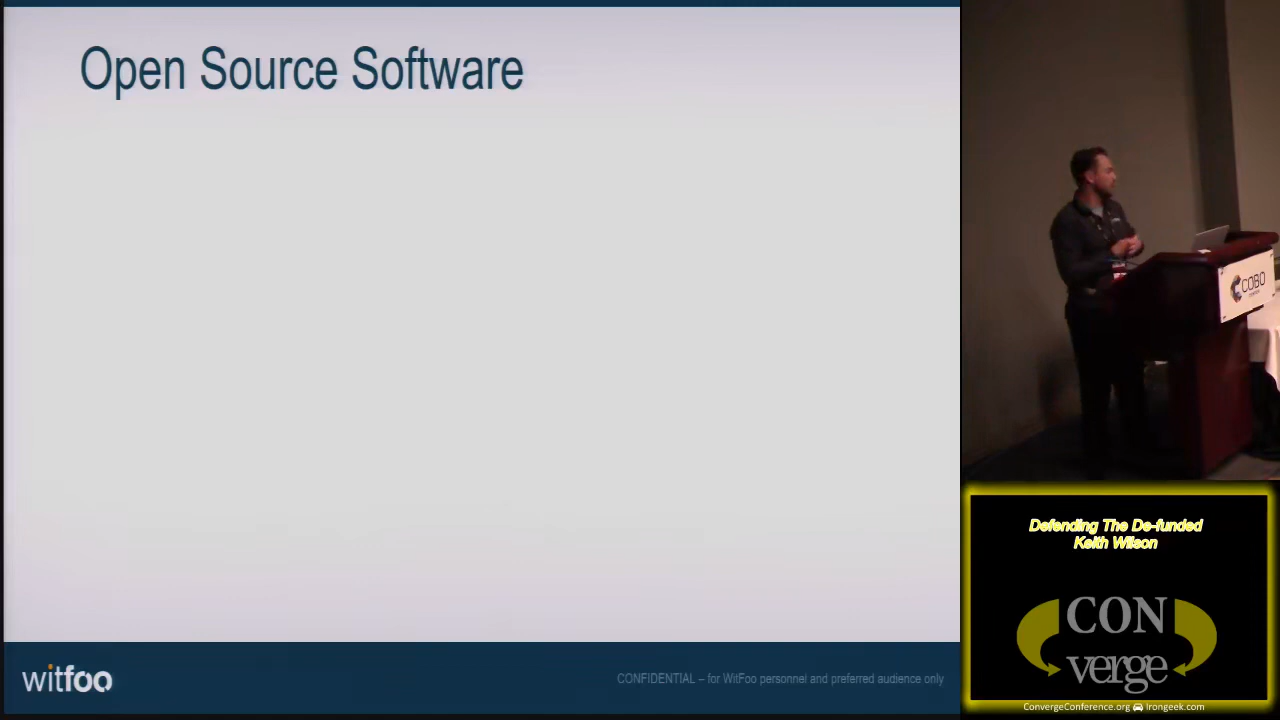 Open Source Software
witfoo
CONFIDENTIAL – for WitFoo personnel and preferred audience only
COBO
Defending The De-funded
Keith Wilson
CON
verge
ConvergeConference.org Irongeek.com